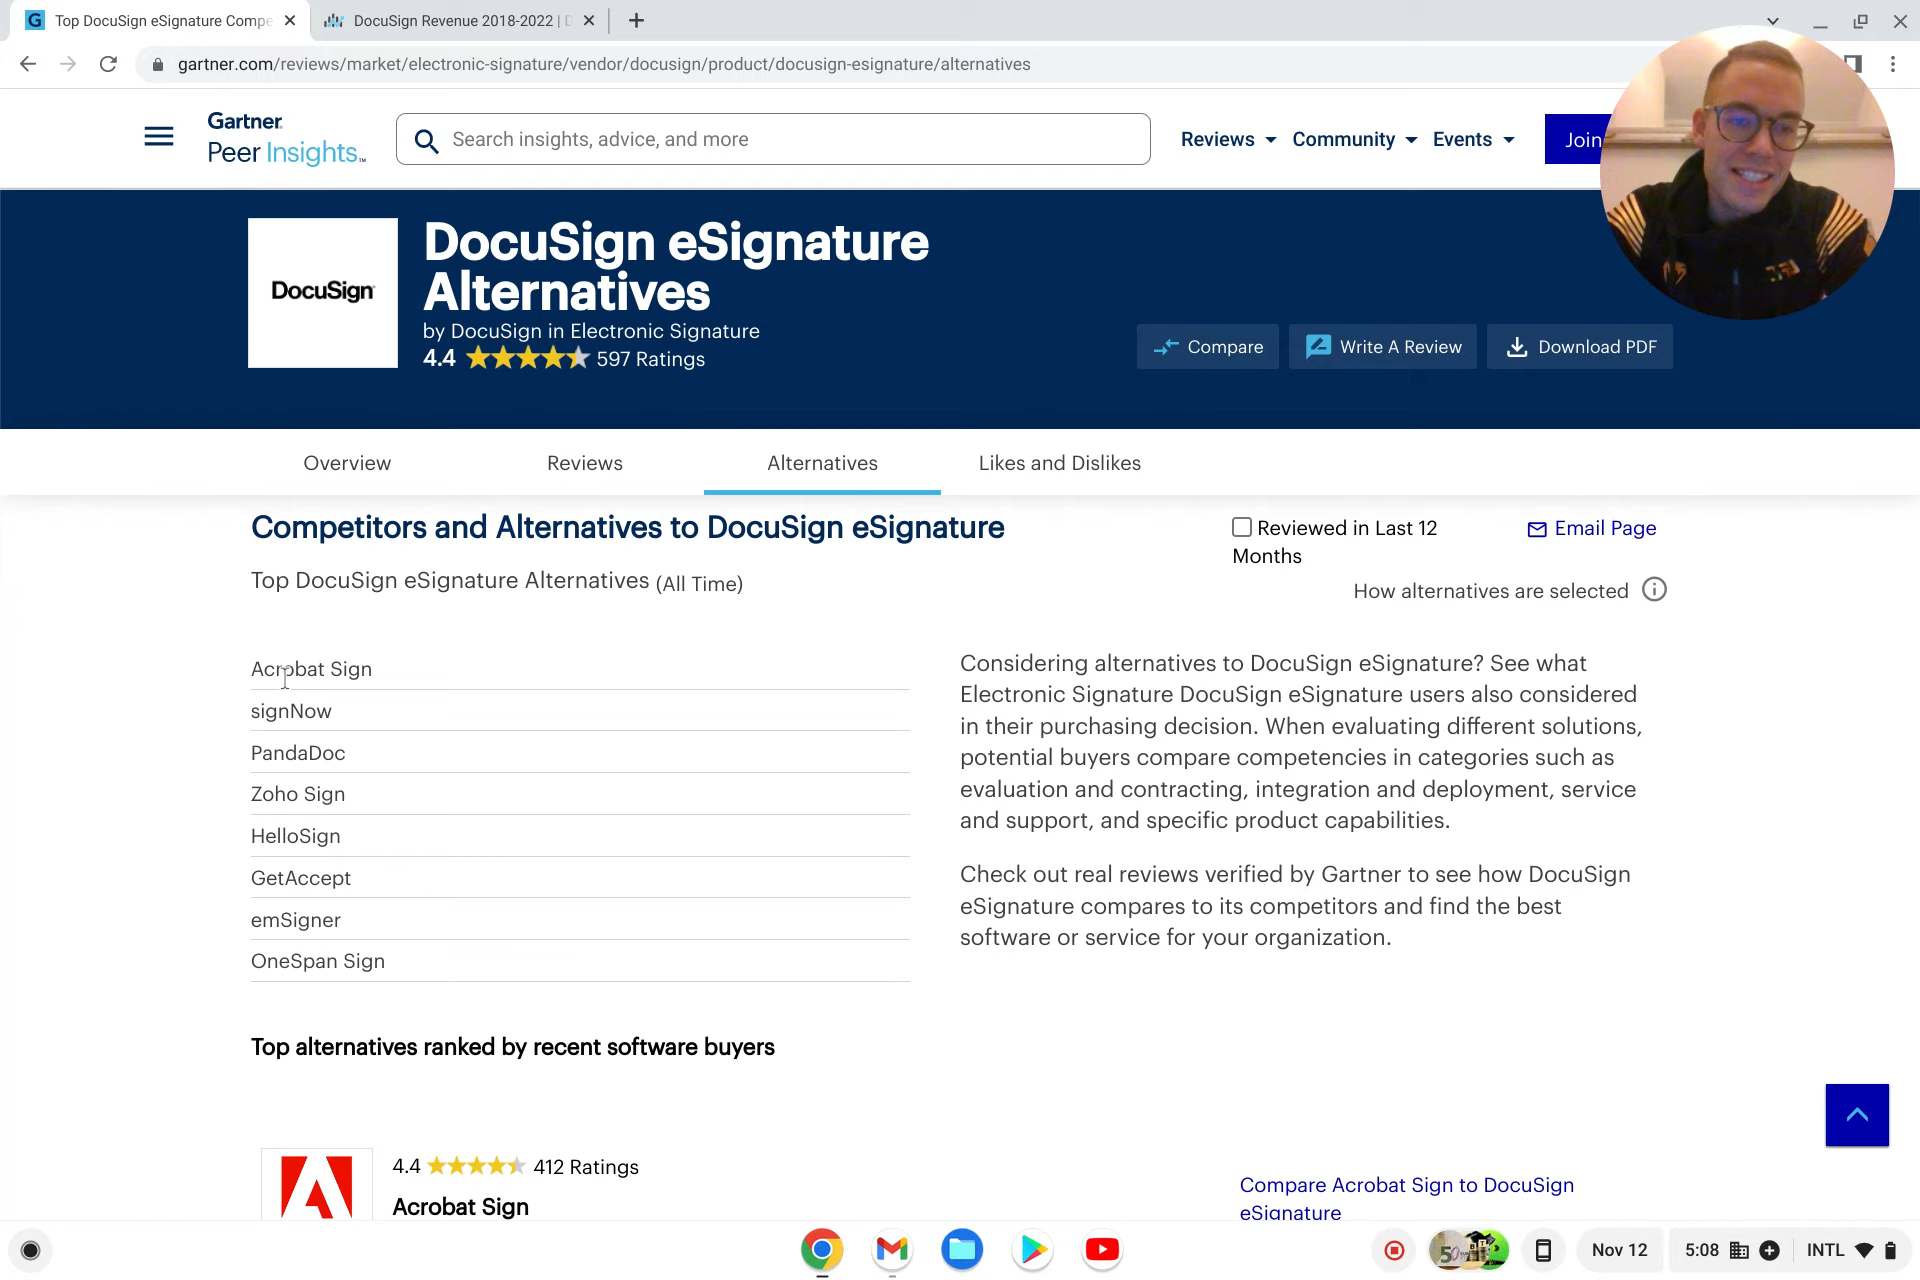 Top DocuSign eSignature Compe
DocuSign Revenue 2018-2022 | D
gartner.com/reviews/market/electronic-signature/vendor/docusign/product/docusign-esignature/alternatives
Gartner
Peer Insights™
Search insights, advice, and more
Reviews
Community
Events
Join
DocuSign
DocuSign eSignature
Alternatives
by DocuSign in Electronic Signature
4.4 597 Ratings
Compare
Write A Review
Download PDF
Overview
Reviews
Alternatives
Likes and Dislikes
Competitors and Alternatives to DocuSign eSignature
Reviewed in Last 12
Months
Email Page
Top DocuSign eSignature Alternatives (All Time)
How alternatives are selected
Acrobat Sign
signNow
PandaDoc
Zoho Sign
HelloSign
GetAccept
emSigner
OneSpan Sign
Considering alternatives to DocuSign eSignature? See what
Electronic Signature DocuSign eSignature users also considered
in their purchasing decision. When evaluating different solutions,
potential buyers compare competencies in categories such as
evaluation and contracting, integration and deployment, service
and support, and specific product capabilities.
Check out real reviews verified by Gartner to see how DocuSign
eSignature compares to its competitors and find the best
software or service for your organization.
Top alternatives ranked by recent software buyers
4.4 412 Ratings
Acrobat Sign
Compare Acrobat Sign to DocuSign
eSignature
Nov 12
5:08
INTL